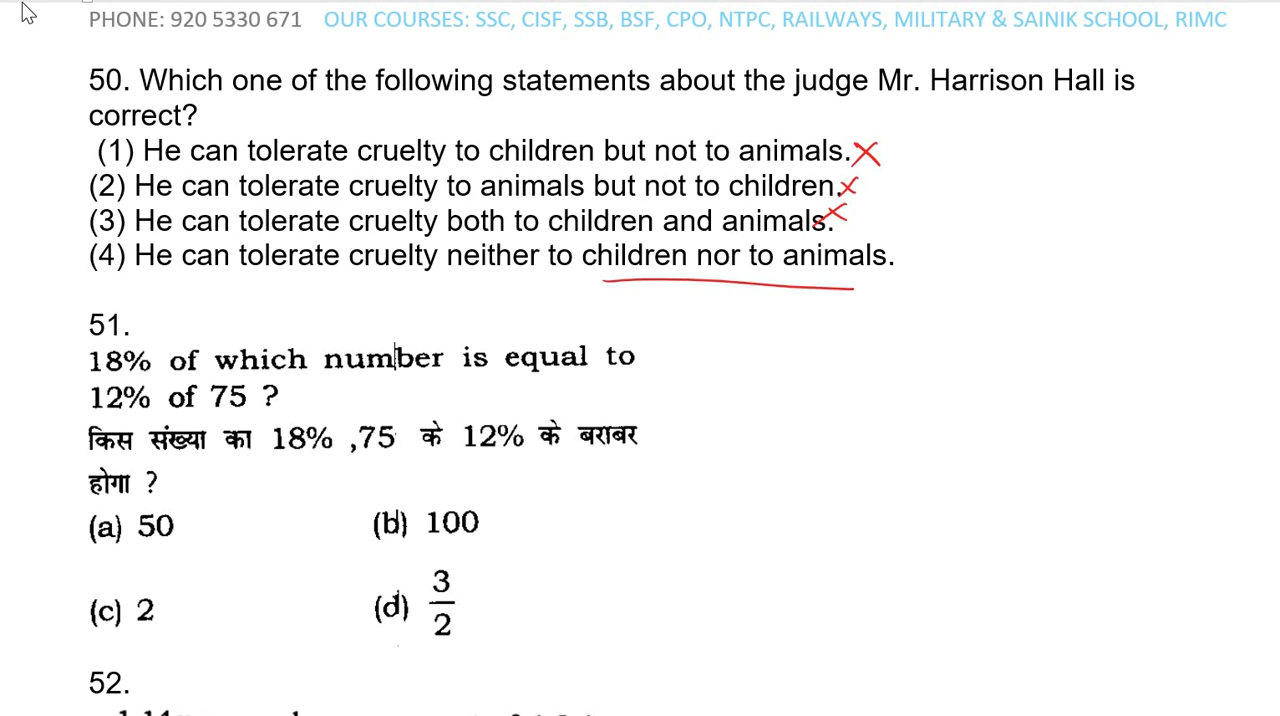 PHONE: 920 5330 671 OUR COURSES: SSC, CISF, SSB, BSF, CPO, NTPC, RAILWAYS, MILITARY & SAINIK SCHOOL, RIMC
50. Which one of the following statements about the judge Mr. Harrison Hall is
correct?
(1) He can tolerate cruelty to children but not to animals.
(2) He can tolerate cruelty to animals but not to children.
(3) He can tolerate cruelty both to children and animals.
(4) He can tolerate cruelty neither to children nor to animals.
51.
18% of which number is equal to
12% of 75 ?
किस संख्या का 18% ,75 के 12% के बराबर
होगा ?
(a) 50 (b) 100
(c) 2 (d) 3/2
52.